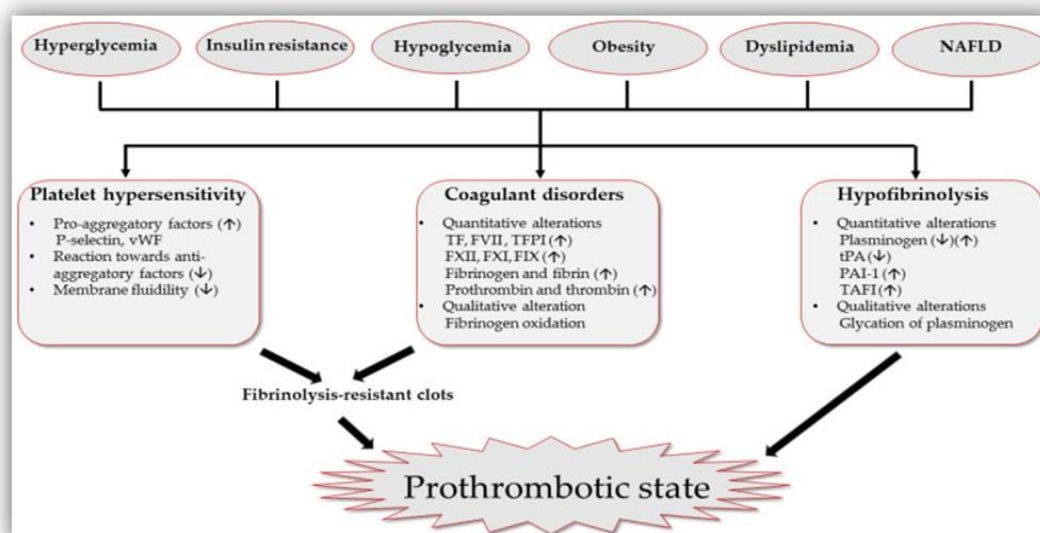 Hyperglycemia
Insulin resistance
Hypoglycemia
Obesity
Dyslipidemia
NAFLD
Platelet hypersensitivity
• Pro-aggregatory factors (↑)
P-selectin, vWF
• Reaction towards anti-
aggregatory factors (↓)
• Membrane fluidility (↓)
Coagulant disorders
• Quantitative alterations
TF, FVII, TFPI (↑)
FXII, FXI, FIX (↑)
Fibrinogen and fibrin (↑)
Prothrombin and thrombin (↑)
• Qualitative alteration
Fibrinogen oxidation
Hypofibrinolysis
• Quantitative alterations
Plasminogen (↓)(↑)
tPA (↓)
PAI-1 (↑)
TAFI (↑)
• Qualitative alterations
Glycation of plasminogen
Fibrinolysis-resistant clots
Prothrombotic state